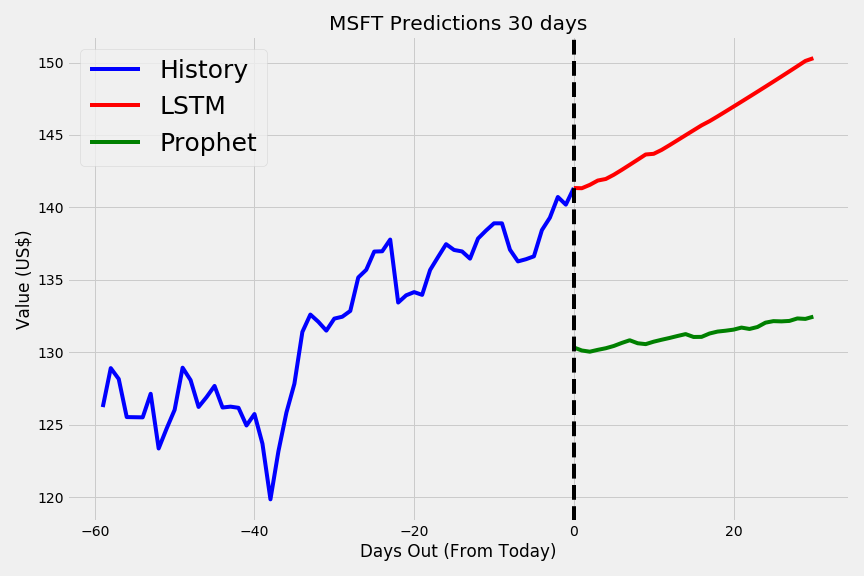 MSFT Predictions 30 days
History
LSTM
Prophet
Value (US$)
150
145
140
135
130
125
120
−60
−40
−20
0
20
Days Out (From Today)